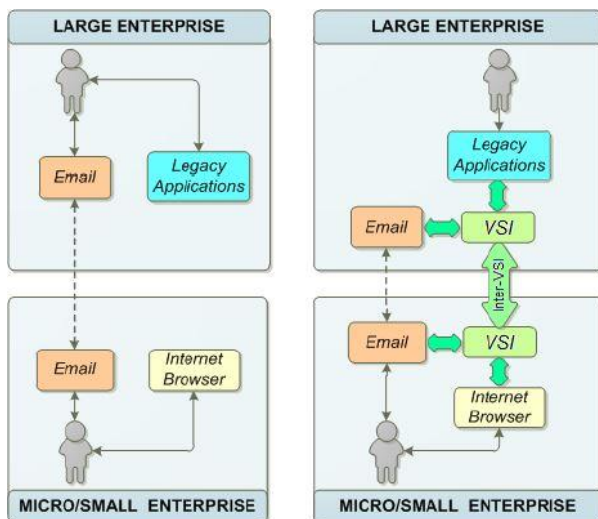 LARGE ENTERPRISE
Email
Legacy
Applications
Email
Internet
Browser
MICRO/SMALL ENTERPRISE
LARGE ENTERPRISE
Legacy
Applications
Email
VSI
Inter-VSI
Email
VSI
Internet
Browser
MICRO/SMALL ENTERPRISE